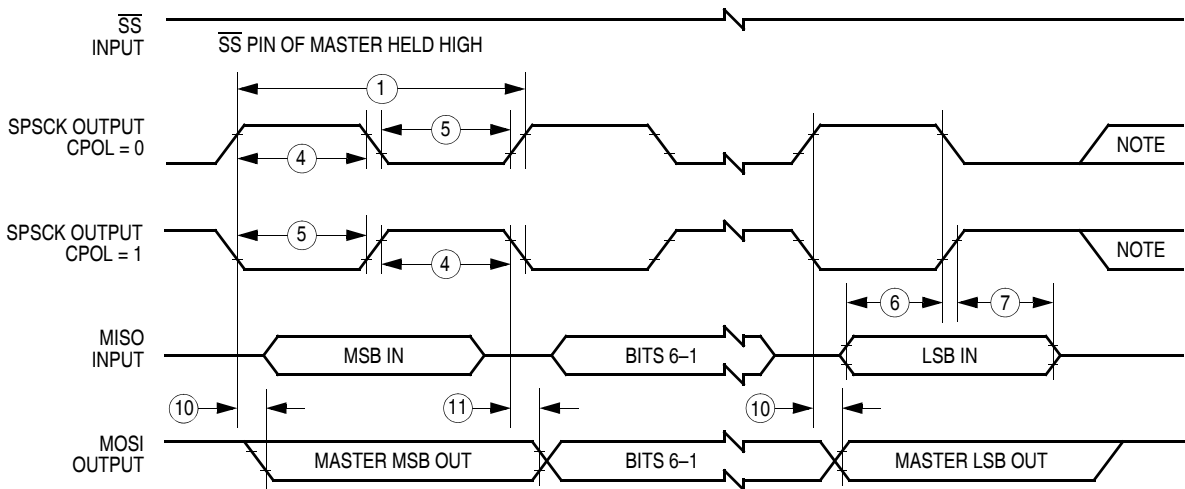 SS
INPUT
SS PIN OF MASTER HELD HIGH
1
SPSCK OUTPUT
CPOL = 0
5
4
NOTE
SPSCK OUTPUT
CPOL = 1
5
4
NOTE
6
7
MISO
INPUT
MSB IN
BITS 6–1
LSB IN
10
11
10
MOSI
OUTPUT
MASTER MSB OUT
BITS 6–1
MASTER LSB OUT